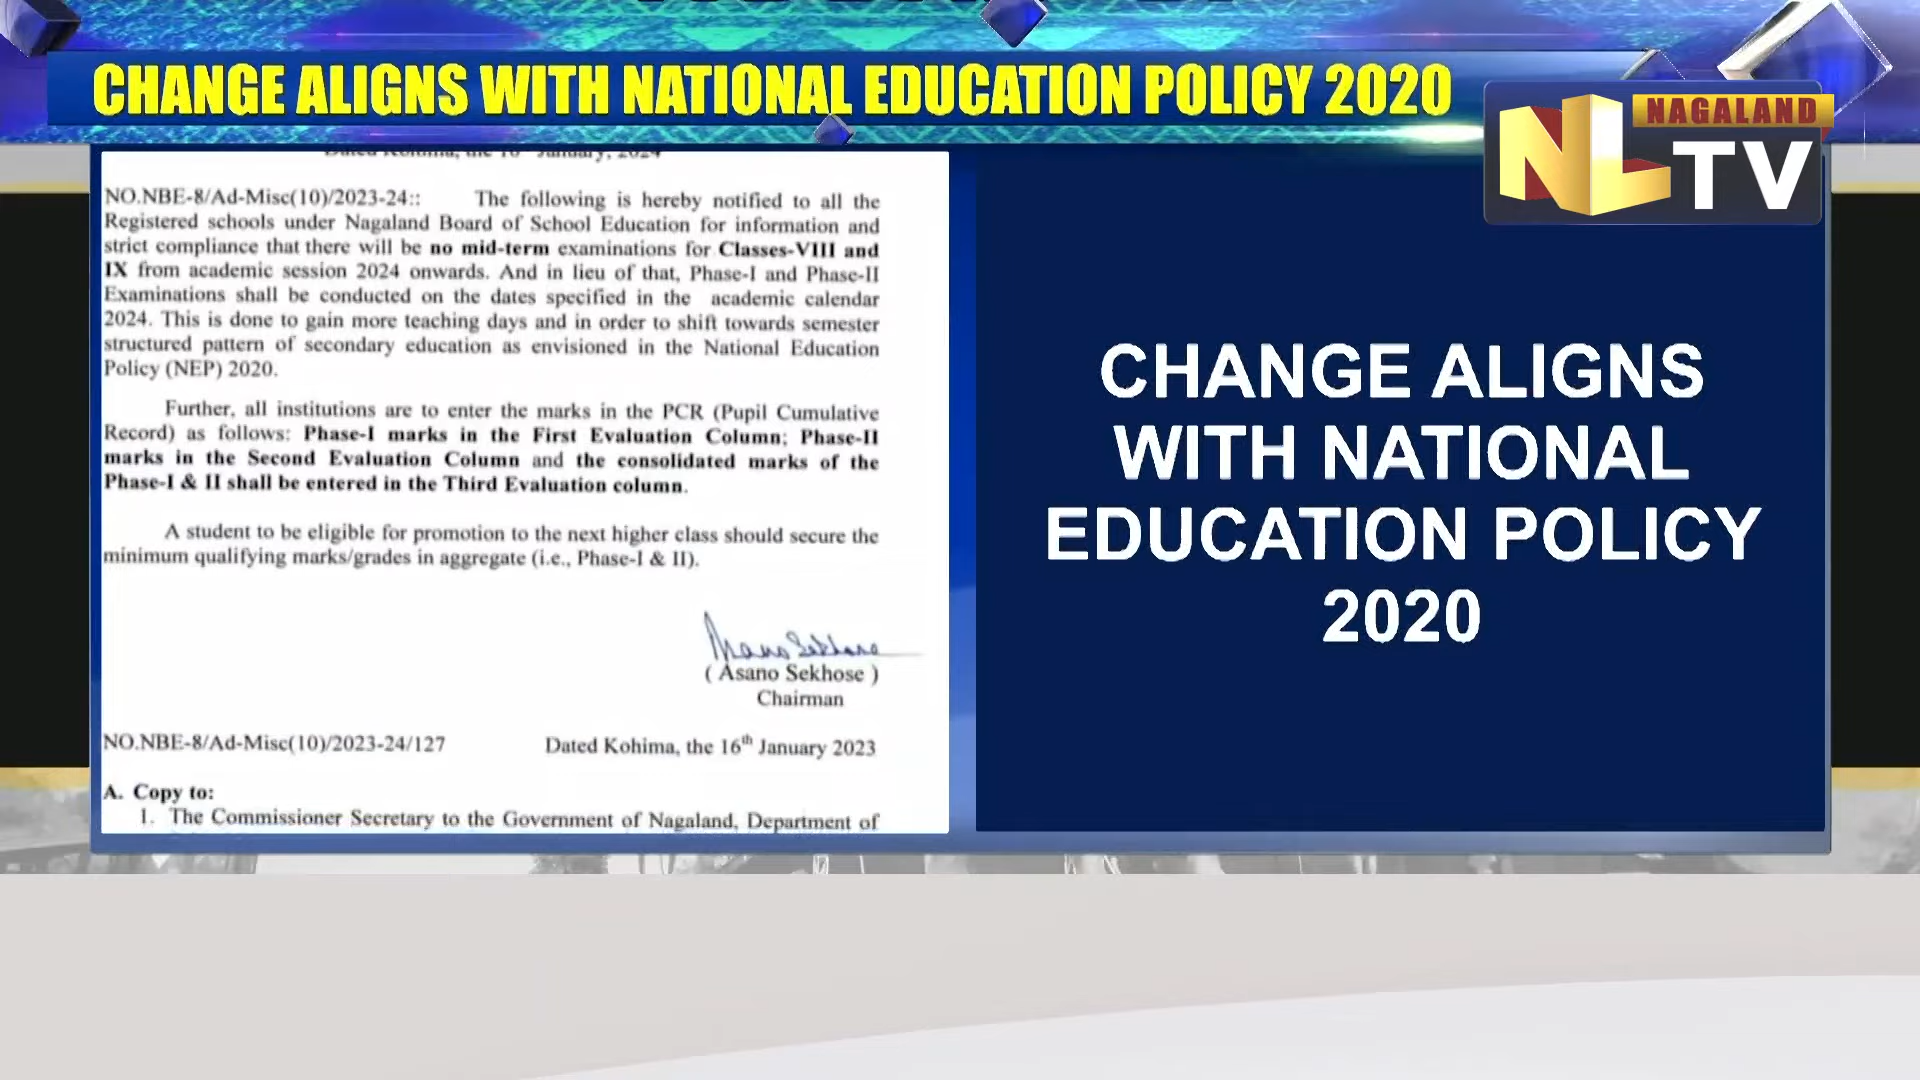 CHANGE ALIGNS WITH NATIONAL EDUCATION POLICY 2020
NAGALAND
NL
TV
January, 2024
NO.NBE-8/Ad-Misc(10)/2023-24:: The following is hereby notified to all the
Registered schools under Nagaland Board of School Education for information and
strict compliance that there will be no mid-term examinations for Classes-VIII and
IX from academic session 2024 onwards. And in lieu of that, Phase-I and Phase-II
Examinations shall be conducted on the dates specified in the academic calendar
2024. This is done to gain more teaching days and in order to shift towards semester
structured pattern of secondary education as envisioned in the National Education
Policy (NEP) 2020.
Further, all institutions are to enter the marks in the PCR (Pupil Cumulative
Record) as follows: Phase-I marks in the First Evaluation Column; Phase-II
marks in the Second Evaluation Column and the consolidated marks of the
Phase-I & II shall be entered in the Third Evaluation column.
A student to be eligible for promotion to the next higher class should secure the
minimum qualifying marks/grades in aggregate (i.e., Phase-I & II).
Asano Sekhose
( Asano Sekhose )
Chairman
NO.NBE-8/Ad-Misc(10)/2023-24/127 Dated Kohima, the 16th January 2023
A. Copy to:
1. The Commissioner Secretary to the Government of Nagaland, Department of
CHANGE ALIGNS
WITH NATIONAL
EDUCATION POLICY
2020